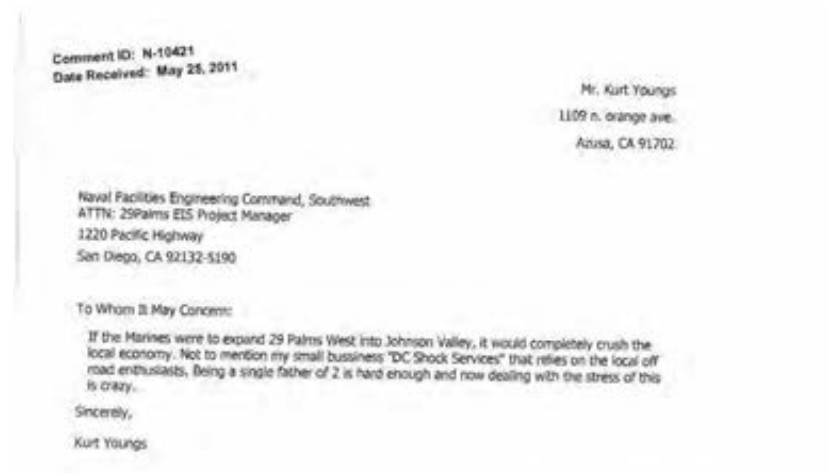 Comment ID: N-10421
Date Received: May 25, 2011
Mr. Kurt Youngs
1109 n. orange ave.
Azusa, CA 91702
Naval Facilities Engineering Command, Southwest
ATTN: 29Palms EIS Project Manager
1220 Pacific Highway
San Diego, CA 92132-5190
To Whom It May Concern:
If the Marines were to expand 29 Palms West into Johnson Valley, it would completely crush the
local economy. Not to mention my small bussiness "DC Shock Services" that relies on the local off
road enthusiasts. Being a single father of 2 is hard enough and now dealing with the stress of this
is crazy.
Sincerely,
Kurt Youngs